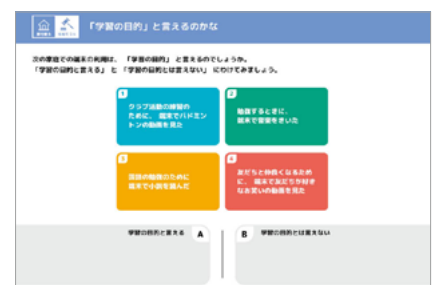 「学習の目的」と言えるのかな
次の家庭での端末の利用は、「学習の目的」と言えるのでしょうか。
「学習の目的と言える」と「学習の目的とは言えない」にわけてみましょう。
1
クラブ活動の練習の
ために、端末でバドミン
トンの動画を見た
2
勉強するときに、
端末で音楽をきいた
3
国語の勉強のために
端末で小説を読んだ
4
友だちと仲良くなるため
に、端末で友だちが好き
なお笑いの動画を見た
学習の目的と言える A
B 学習の目的とは言えない